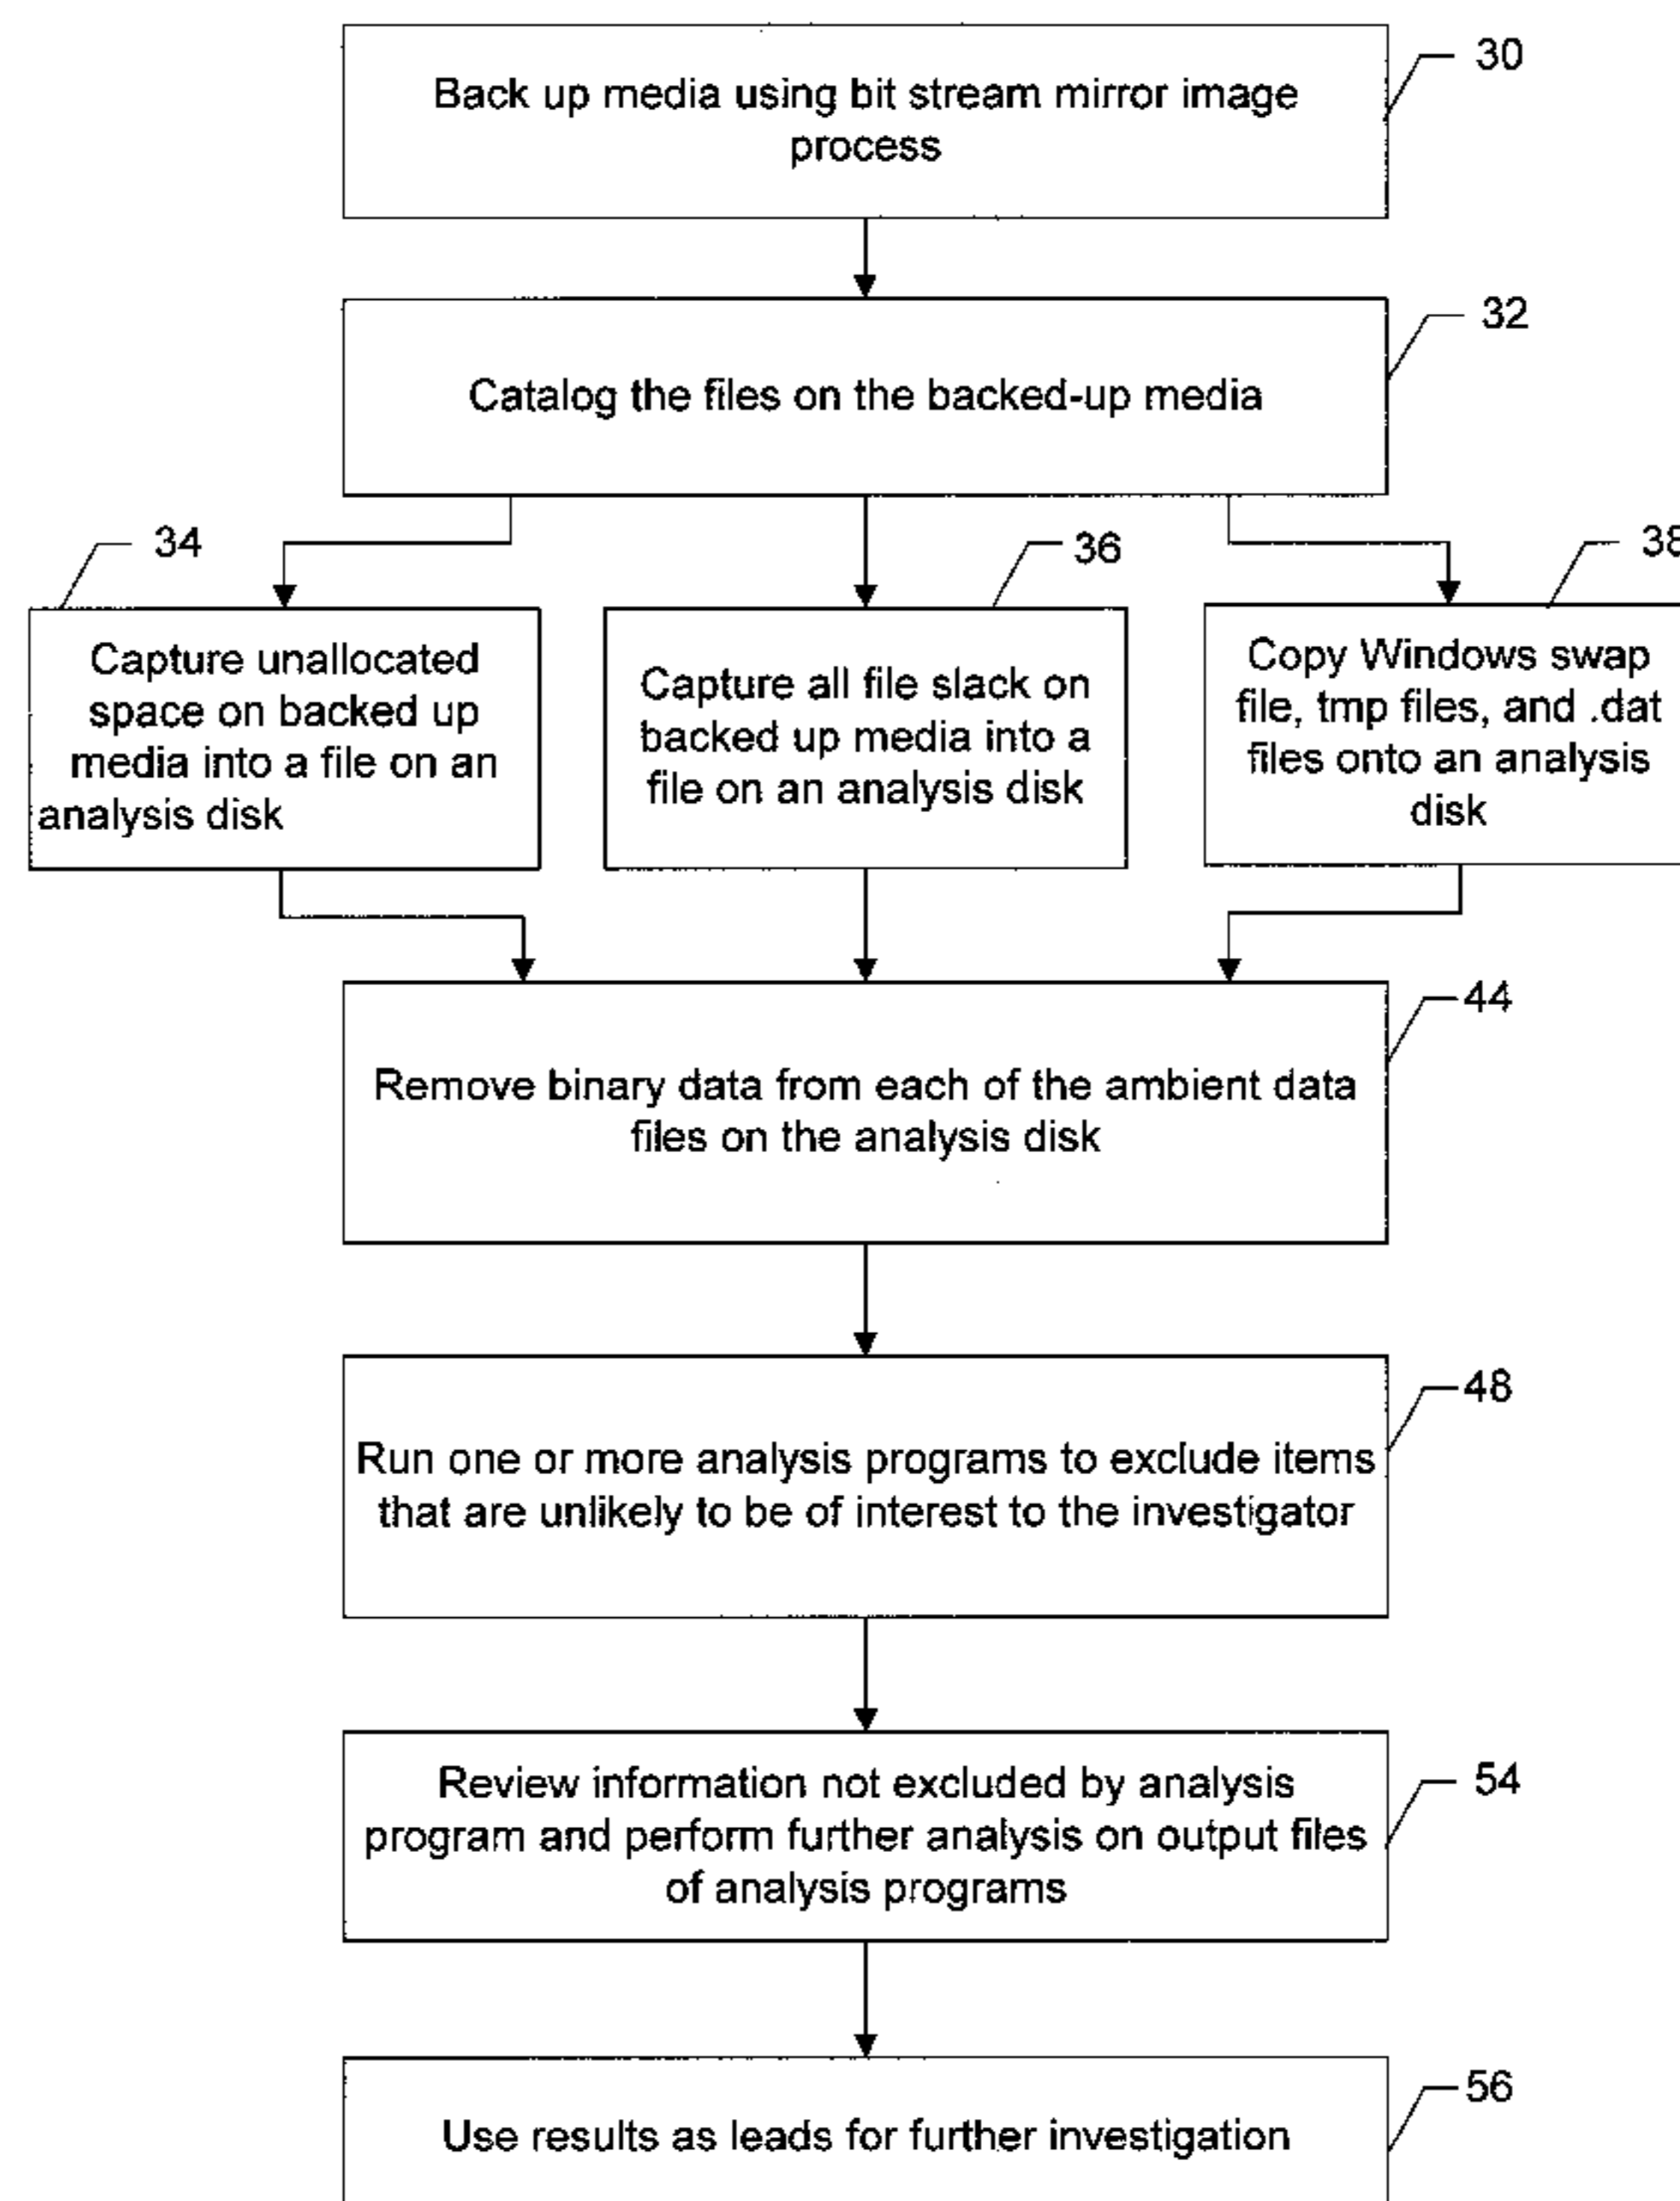 Back up media using bit stream mirror image
process
30
Catalog the files on the backed-up media
32
34
36
38
Capture unallocated
space on backed up
media into a file on an
analysis disk
Capture all file slack on
backed up media into a
file on an analysis disk
Copy Windows swap
file, tmp files, and .dat
files onto an analysis
disk
44
Remove binary data from each of the ambient data
files on the analysis disk
48
Run one or more analysis programs to exclude items
that are unlikely to be of interest to the investigator
54
Review information not excluded by analysis
program and perform further analysis on output files
of analysis programs
56
Use results as leads for further investigation